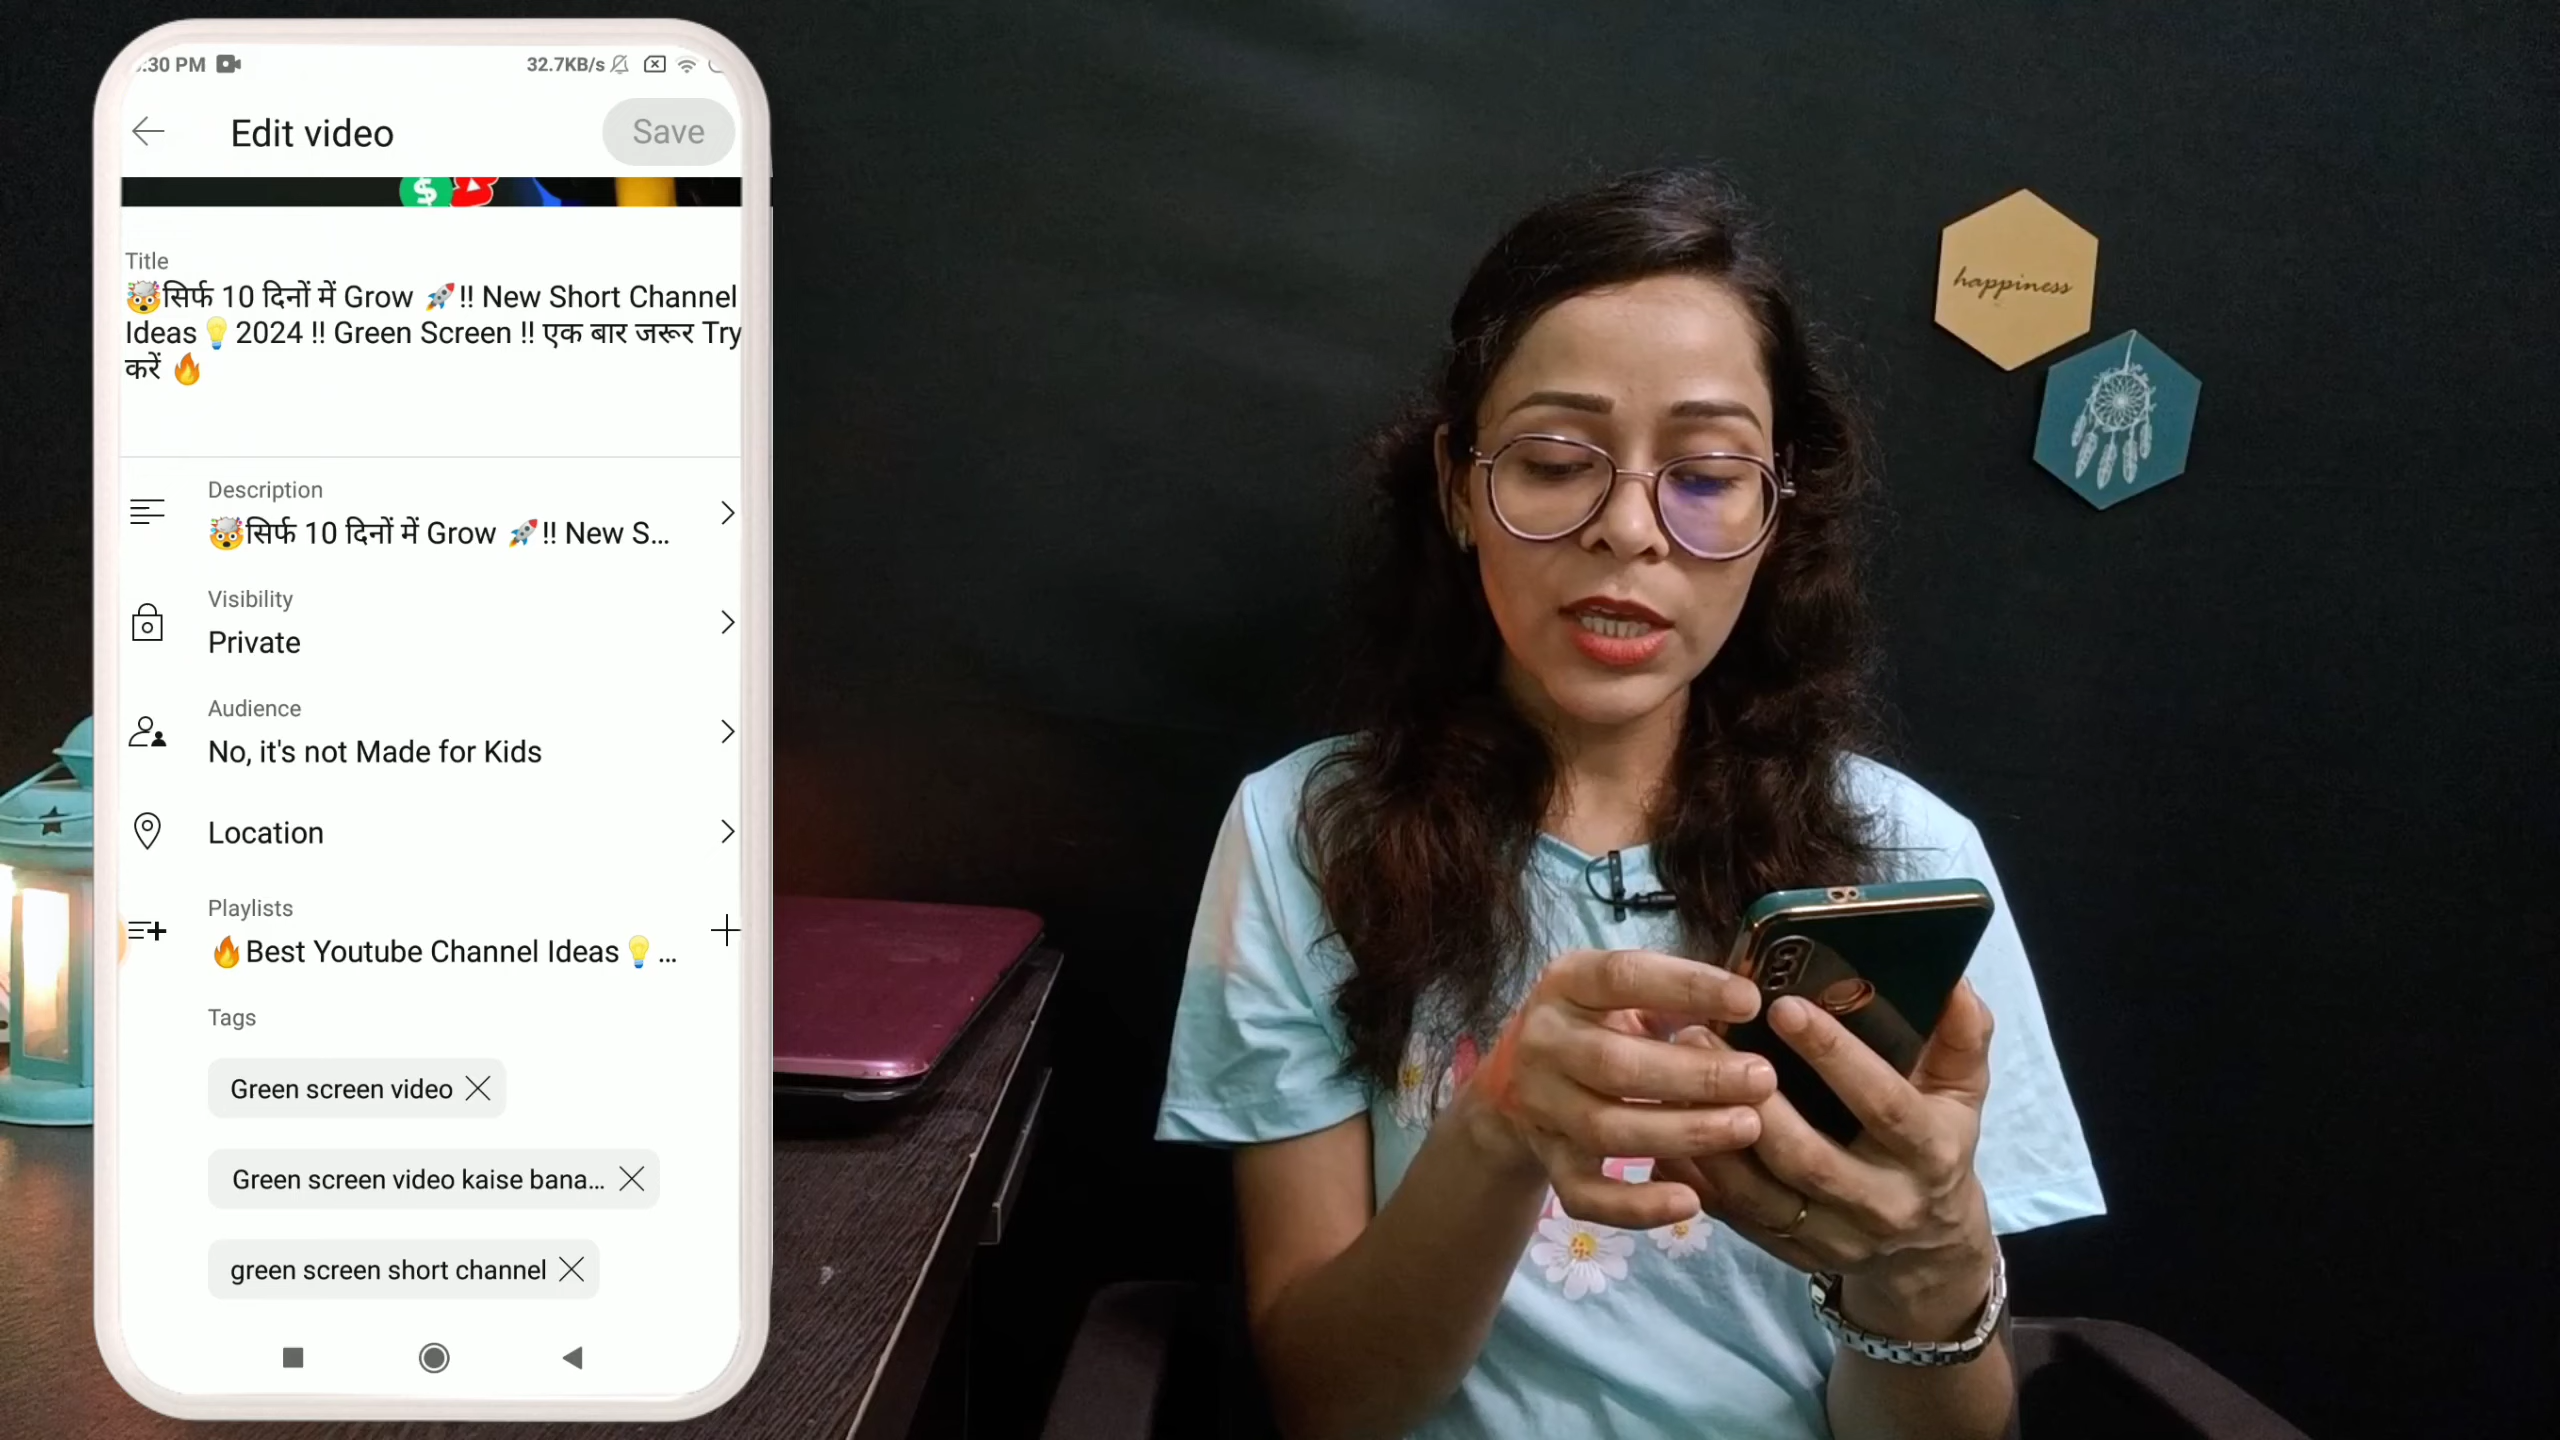 :30 PM 32.7KB/s
Edit video Save
$
Title
🤯सिर्फ 10 दिनों में Grow 🚀!! New Short Channel
Ideas💡2024 !! Green Screen !! एक बार जरूर Try
करें 🔥
Description
🤯सिर्फ 10 दिनों में Grow 🚀!! New S...
Visibility
Private
Audience
No, it's not Made for Kids
Location
Playlists
🔥Best Youtube Channel Ideas💡...
Tags
Green screen video
Green screen video kaise bana...
green screen short channel
happiness